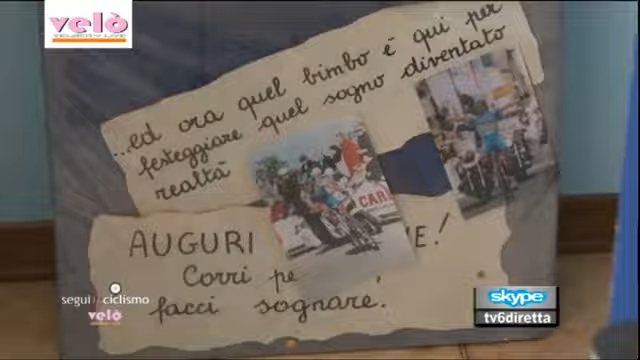 velò
...ed ora quel bimbo è qui per
festeggiare quel sogno diventato
realtà
CAR
AUGURI E!
Corri pe
facci sognare!
segui ciclismo
velò
skype
tv6diretta